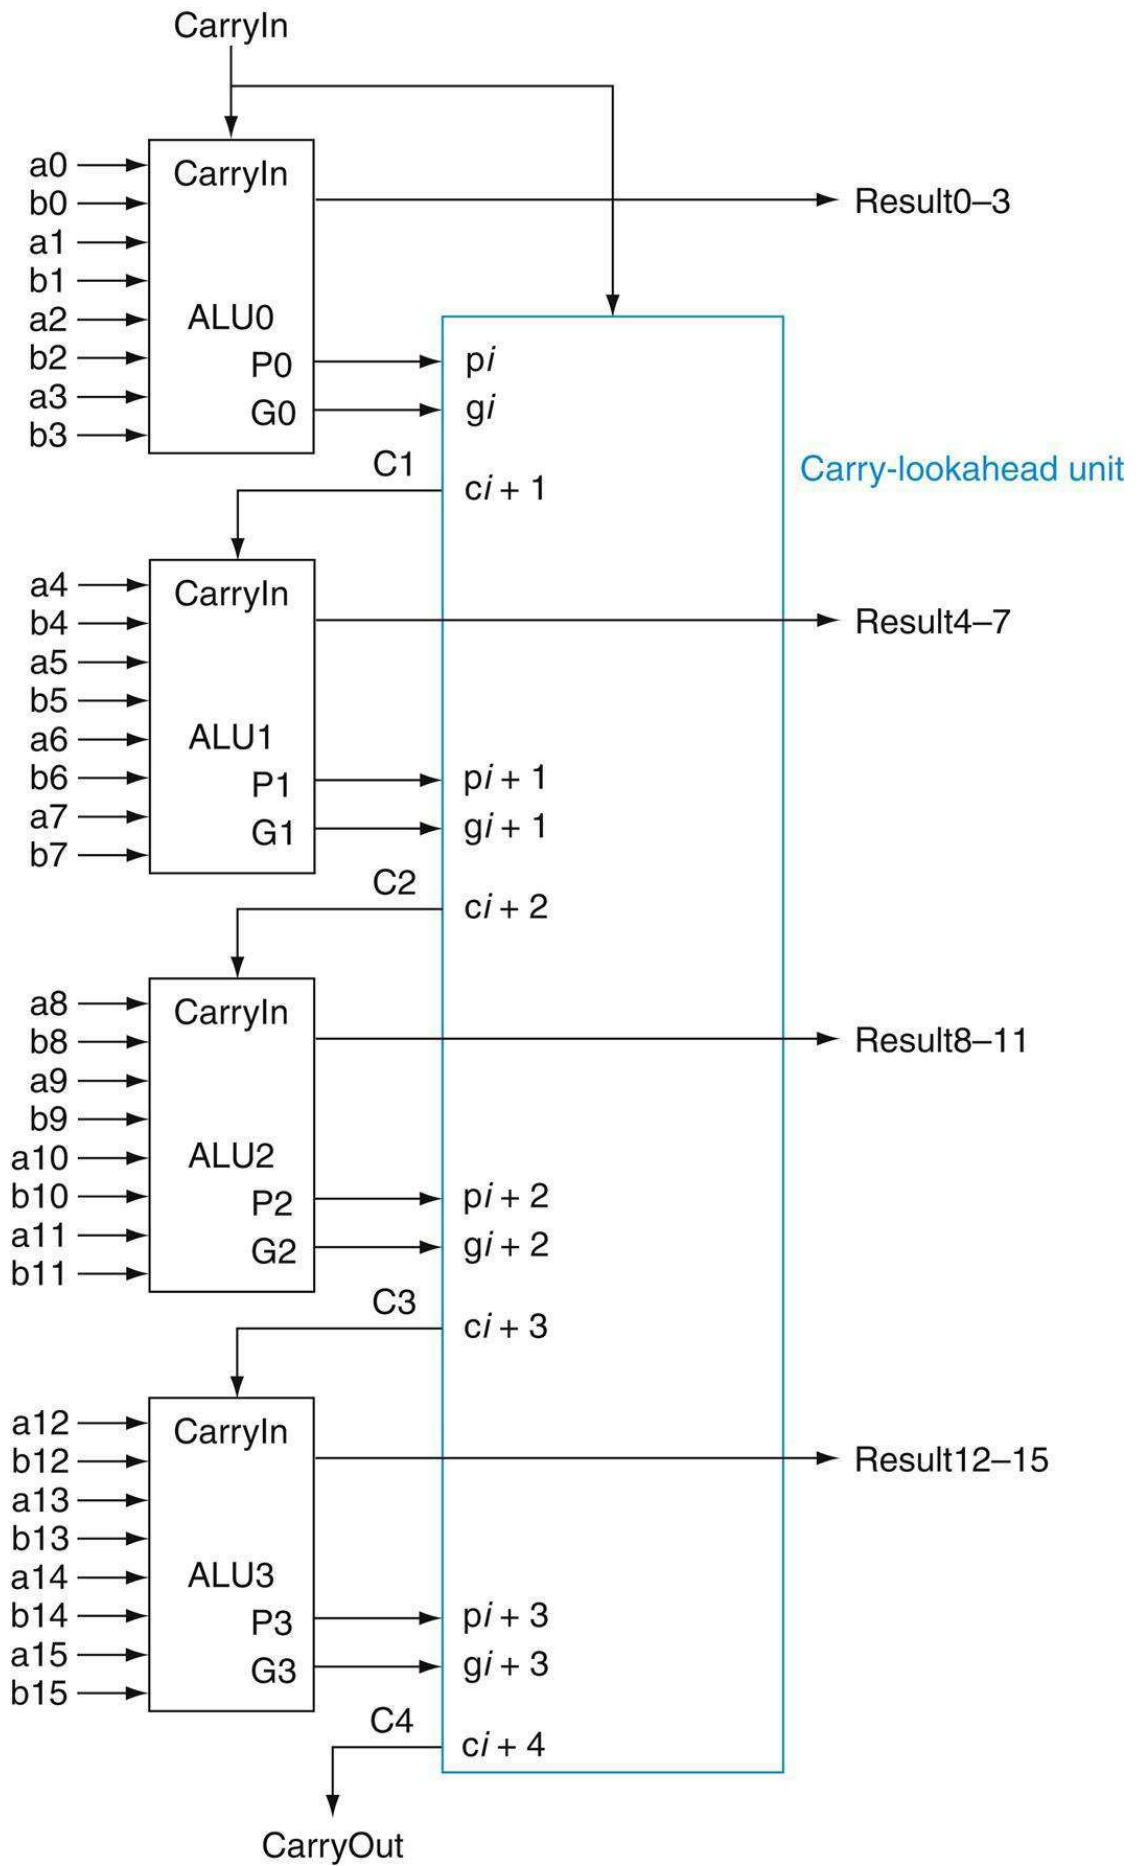 CarryIn
a0
b0
a1
b1
a2
b2
a3
b3
CarryIn
ALU0
P0
G0
Result0–3
pi
gi
C1
ci + 1
Carry-lookahead unit
a4
b4
a5
b5
a6
b6
a7
b7
CarryIn
ALU1
P1
G1
Result4–7
pi + 1
gi + 1
C2
ci + 2
a8
b8
a9
b9
a10
b10
a11
b11
CarryIn
ALU2
P2
G2
Result8–11
pi + 2
gi + 2
C3
ci + 3
a12
b12
a13
b13
a14
b14
a15
b15
CarryIn
ALU3
P3
G3
Result12–15
pi + 3
gi + 3
C4
ci + 4
CarryOut